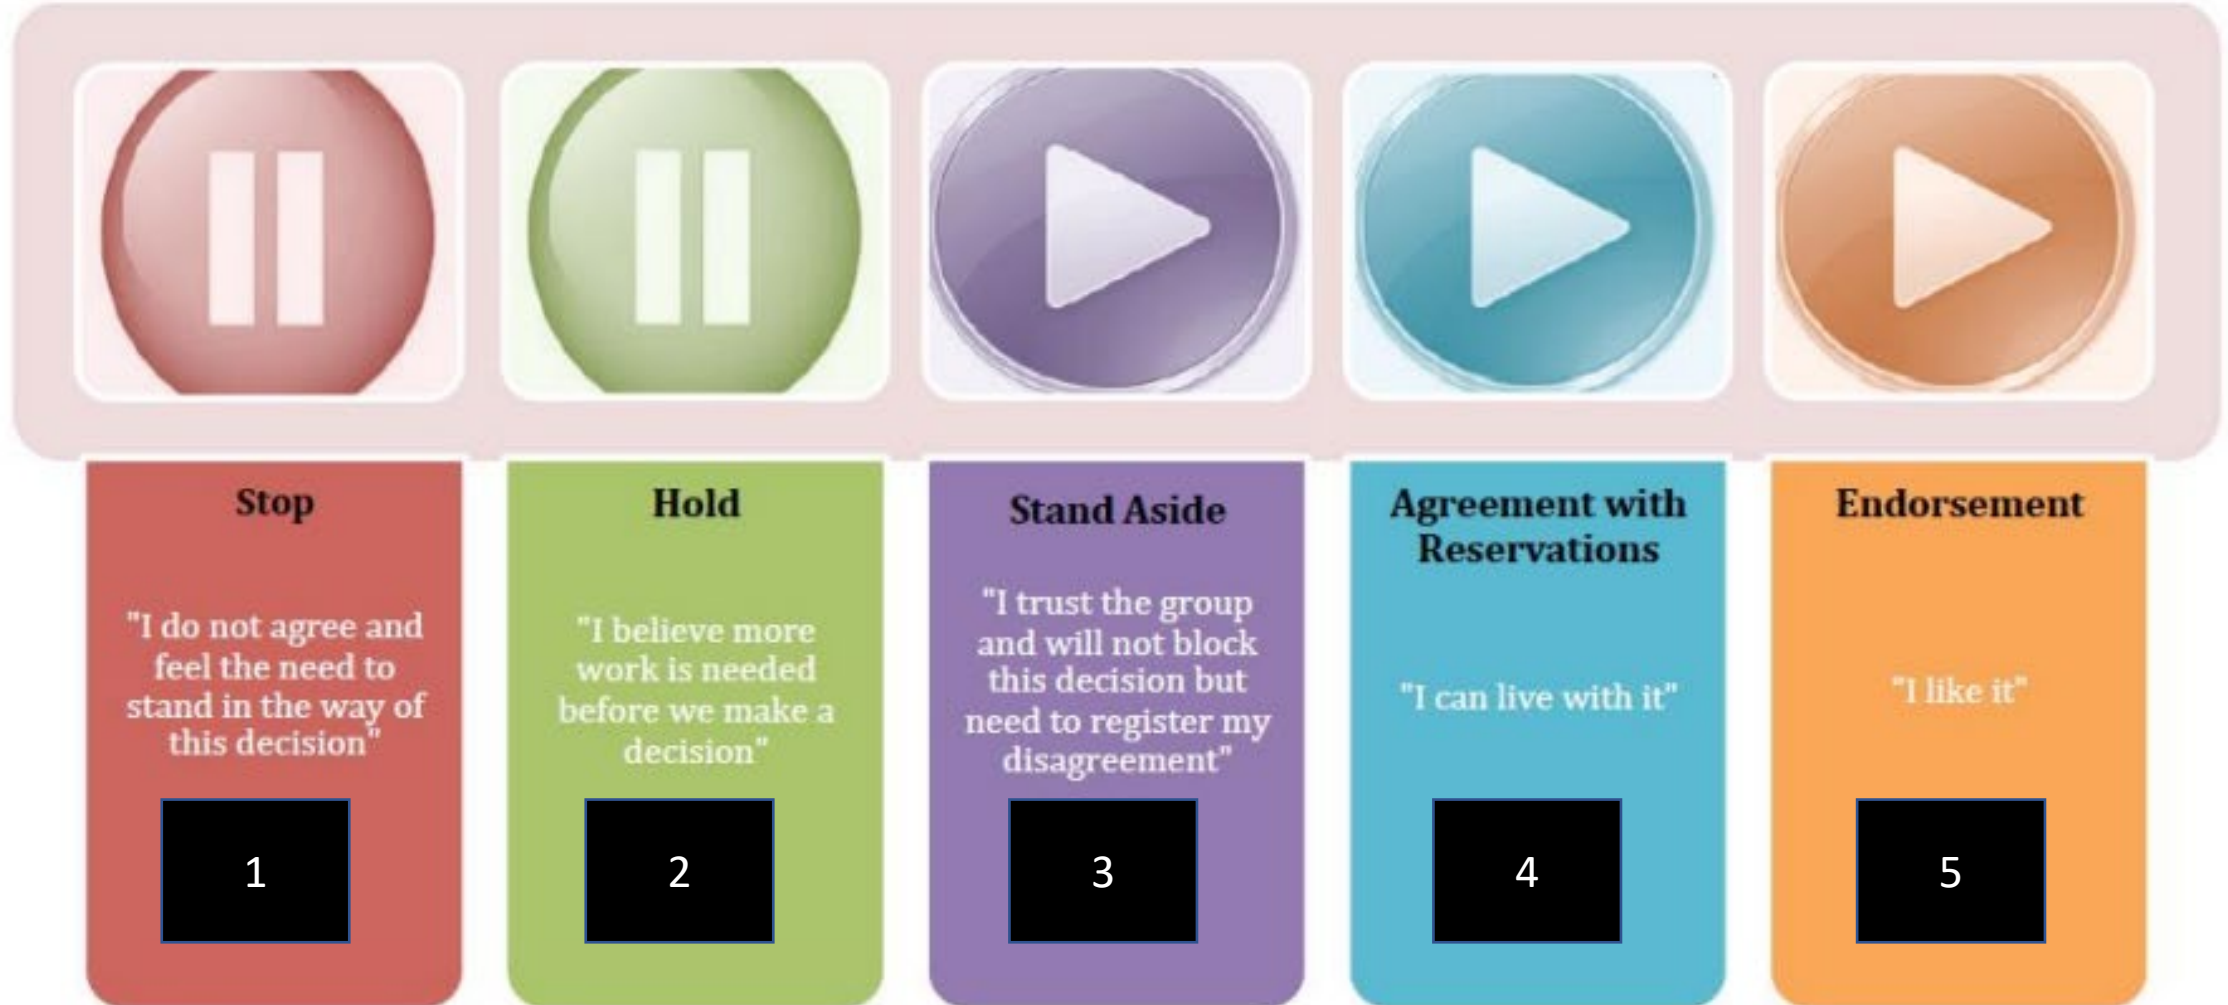 Stop
"I do not agree and
feel the need to
stand in the way of
this decision"
1
Hold
"I believe more
work is needed
before we make a
decision"
2
Stand Aside
"I trust the group
and will not block
this decision but
need to register my
disagreement"
3
Agreement with
Reservations
"I can live with it"
4
Endorsement
"I like it"
5